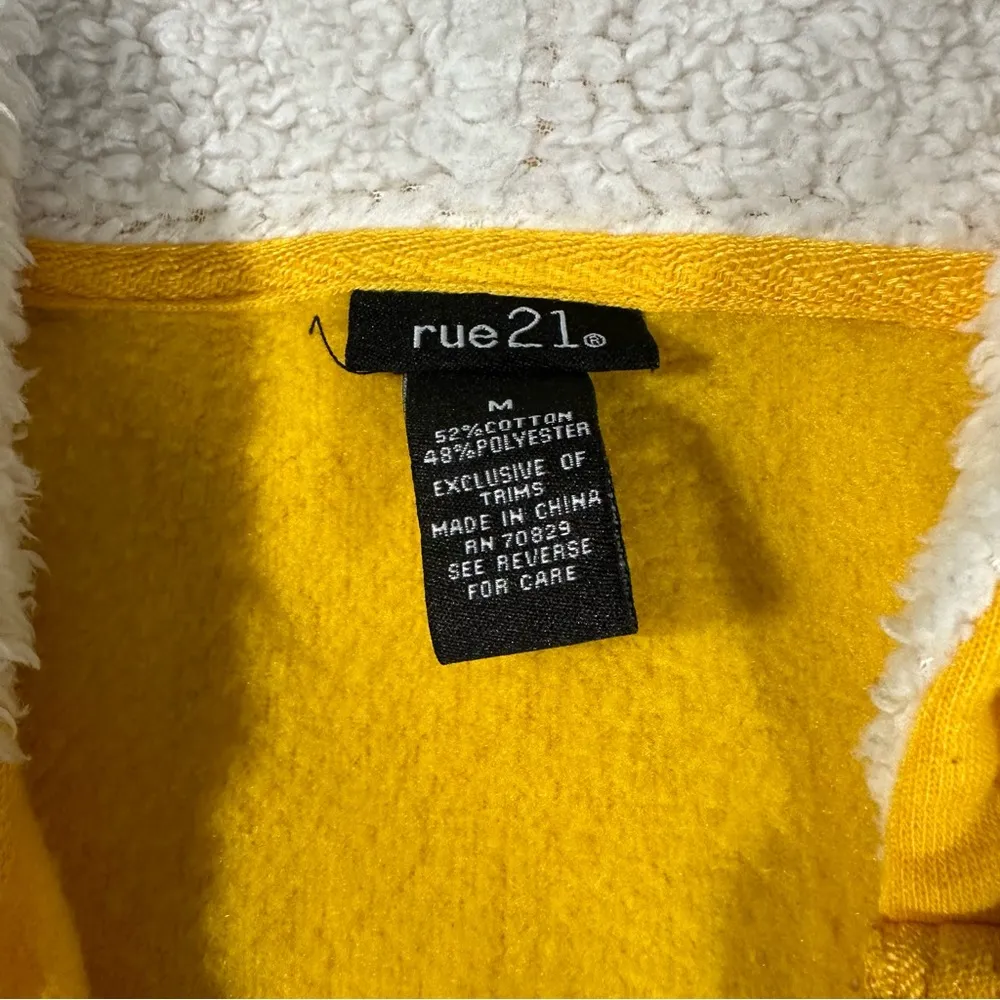 rue21®
M
52%COTTON
48%POLYESTER
EXCLUSIVE OF
TRIMS
MADE IN CHINA
RN 70829
SEE REVERSE
FOR CARE